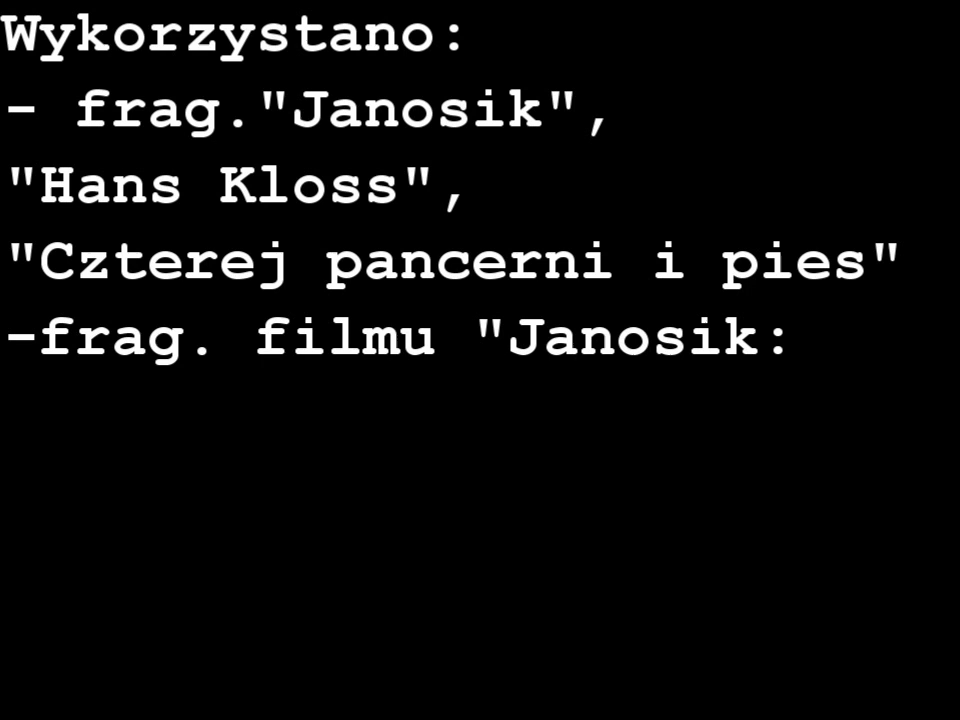 Wykorzystano:
- frag."Janosik",
"Hans Kloss",
"Czterej pancerni i pies"
-frag. filmu "Janosik: